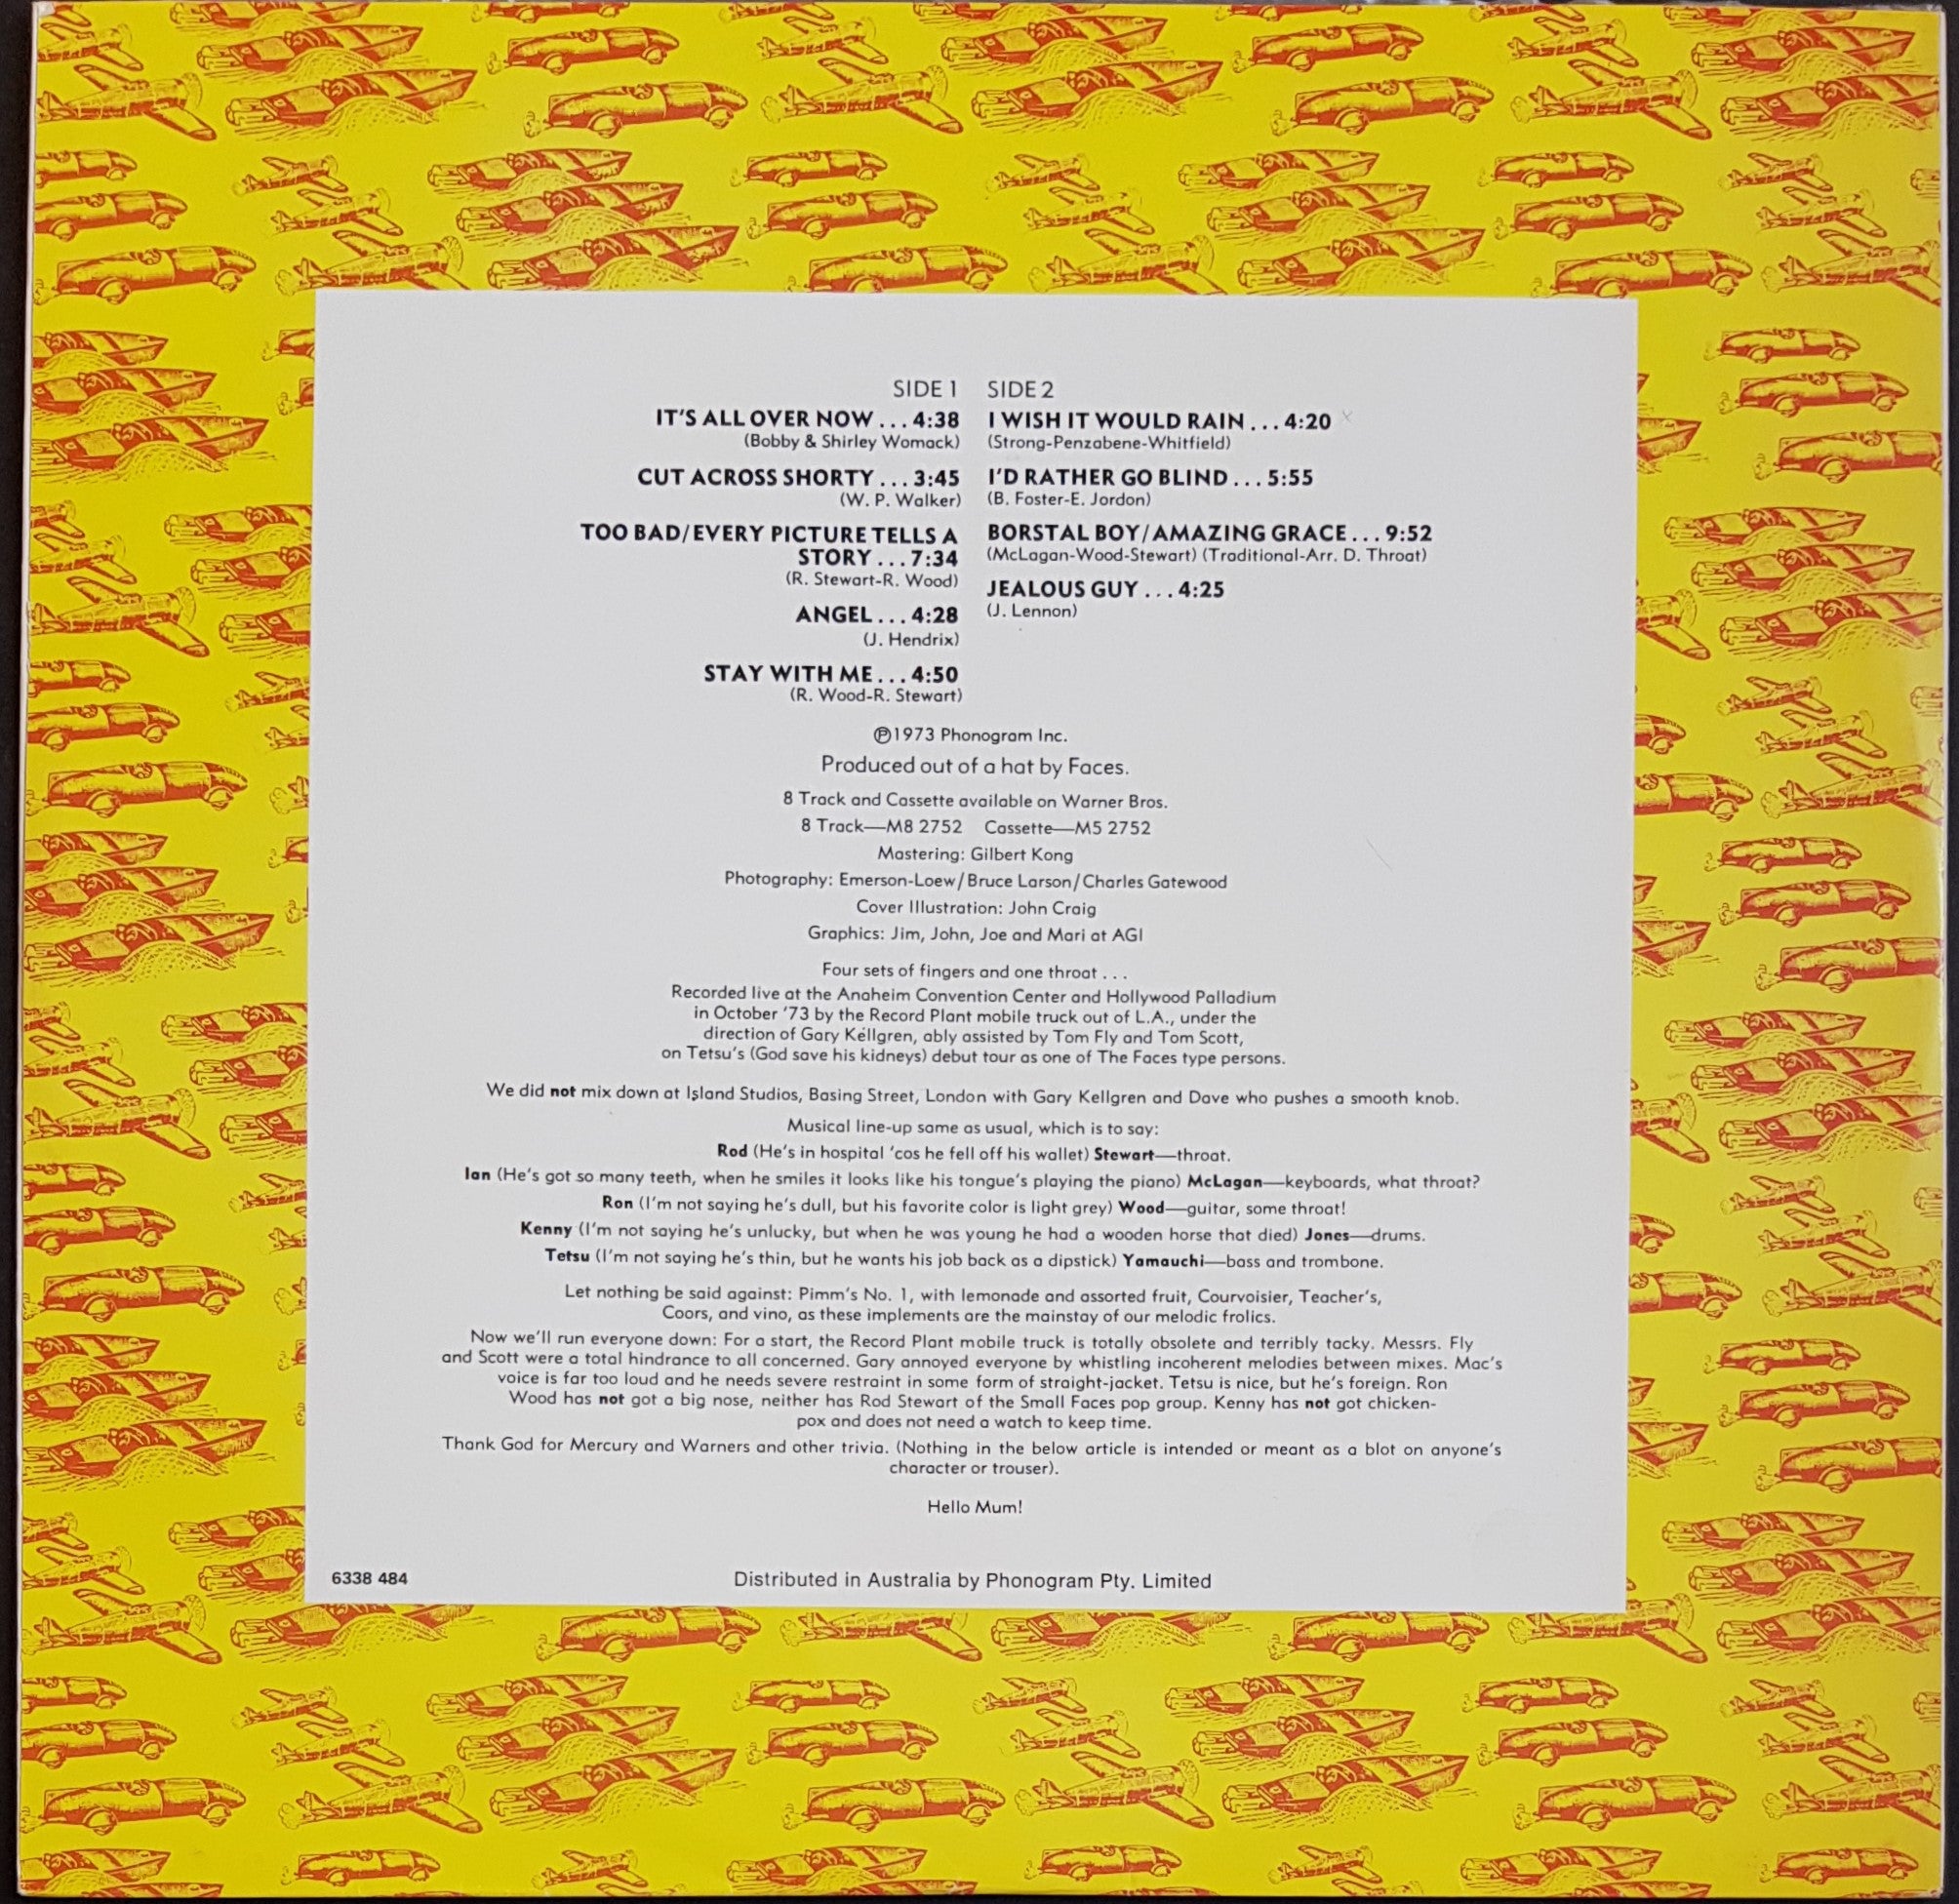 SIDE 1
IT'S ALL OVER NOW . . . 4:38
(Bobby & Shirley Womack)
CUT ACROSS SHORTY . . . 3:45
(W. P. Walker)
TOO BAD/EVERY PICTURE TELLS A
STORY . . . 7:34
(R. Stewart-R. Wood)
ANGEL . . . 4:28
(J. Hendrix)
STAY WITH ME . . . 4:50
(R. Wood-R. Stewart)
SIDE 2
I WISH IT WOULD RAIN . . . 4:20
(Strong-Penzabene-Whitfield)
I'D RATHER GO BLIND . . . 5:55
(B. Foster-E. Jordon)
BORSTAL BOY/AMAZING GRACE . . . 9:52
(McLagan-Wood-Stewart) (Traditional-Arr. D. Throat)
JEALOUS GUY . . . 4:25
(J. Lennon)
℗1973 Phonogram Inc.
Produced out of a hat by Faces.
8 Track and Cassette available on Warner Bros.
8 Track—M8 2752 Cassette—M5 2752
Mastering: Gilbert Kong
Photography: Emerson-Loew/Bruce Larson/Charles Gatewood
Cover Illustration: John Craig
Graphics: Jim, John, Joe and Mari at AGI
Four sets of fingers and one throat . . .
Recorded live at the Anaheim Convention Center and Hollywood Palladium
in October '73 by the Record Plant mobile truck out of L.A., under the
direction of Gary Kellgren, ably assisted by Tom Fly and Tom Scott,
on Tetsu's (God save his kidneys) debut tour as one of The Faces type persons.
We did not mix down at Island Studios, Basing Street, London with Gary Kellgren and Dave who pushes a smooth knob.
Musical line-up same as usual, which is to say:
Rod (He's in hospital 'cos he fell off his wallet) Stewart—throat.
Ian (He's got so many teeth, when he smiles it looks like his tongue's playing the piano) McLagan—keyboards, what throat?
Ron (I'm not saying he's dull, but his favorite color is light grey) Wood—guitar, some throat!
Kenny (I'm not saying he's unlucky, but when he was young he had a wooden horse that died) Jones—drums.
Tetsu (I'm not saying he's thin, but he wants his job back as a dipstick) Yamauchi—bass and trombone.
Let nothing be said against: Pimm's No. 1, with lemonade and assorted fruit, Courvoisier, Teacher's,
Coors, and vino, as these implements are the mainstay of our melodic frolics.
Now we'll run everyone down: For a start, the Record Plant mobile truck is totally obsolete and terribly tacky. Messrs. Fly
and Scott were a total hindrance to all concerned. Gary annoyed everyone by whistling incoherent melodies between mixes. Mac's
voice is far too loud and he needs severe restraint in some form of straight-jacket. Tetsu is nice, but he's foreign. Ron
Wood has not got a big nose, neither has Rod Stewart of the Small Faces pop group. Kenny has not got chicken-
pox and does not need a watch to keep time.
Thank God for Mercury and Warners and other trivia. (Nothing in the below article is intended or meant as a blot on anyone's
character or trouser).
Hello Mum!
6338 484
Distributed in Australia by Phonogram Pty. Limited